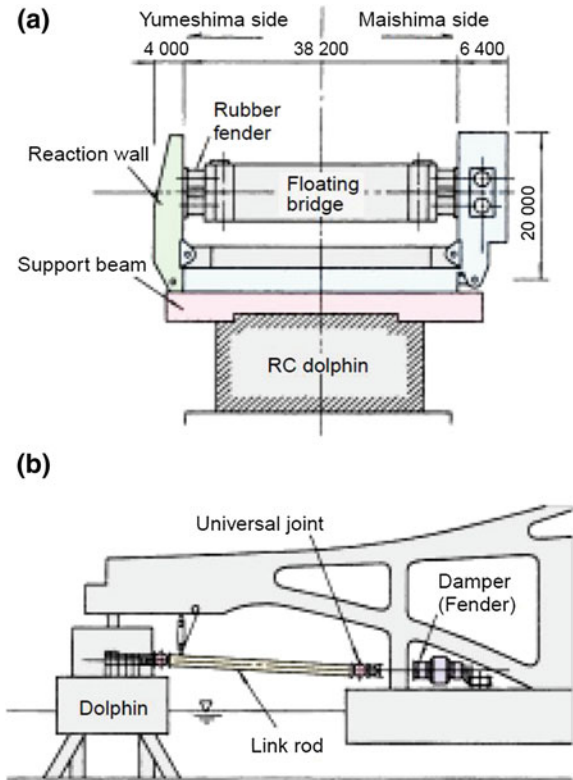 (a)
Yumeshima side
Maishima side
4 000
38 200
6 400
Rubber
fender
Reaction wall
Floating
bridge
20 000
Support beam
RC dolphin
(b)
Universal joint
Damper
(Fender)
Dolphin
Link rod